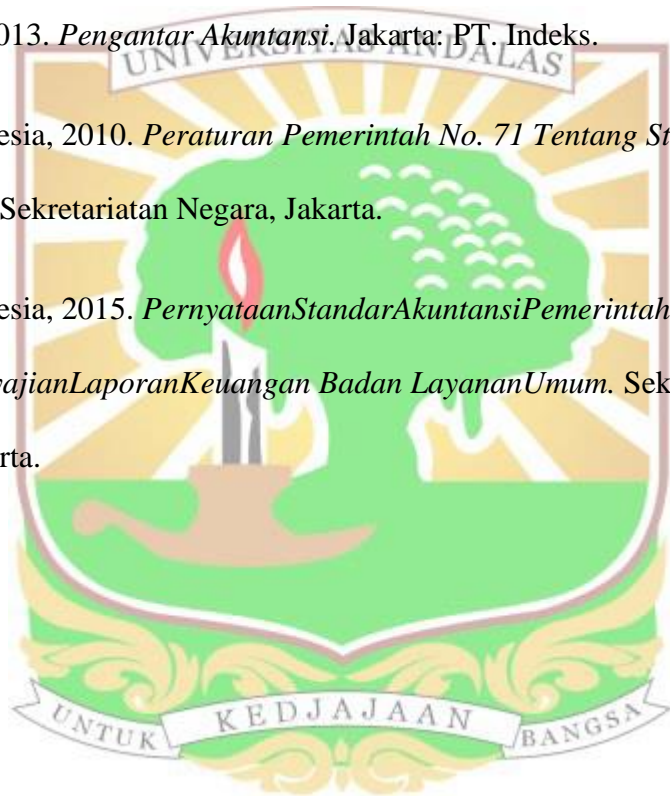 013. Pengantar Akuntansi. Jakarta: PT. Indeks.
UNIVERSITAS ANDALAS
esia, 2010. Peraturan Pemerintah No. 71 Tentang St
Sekretariatan Negara, Jakarta.
esia, 2015. PernyataanStandarAkuntansiPemerintah
yajianLaporanKeuangan Badan LayananUmum. Sek
rta.
UNTUK KEDJAJAAN BANGSA